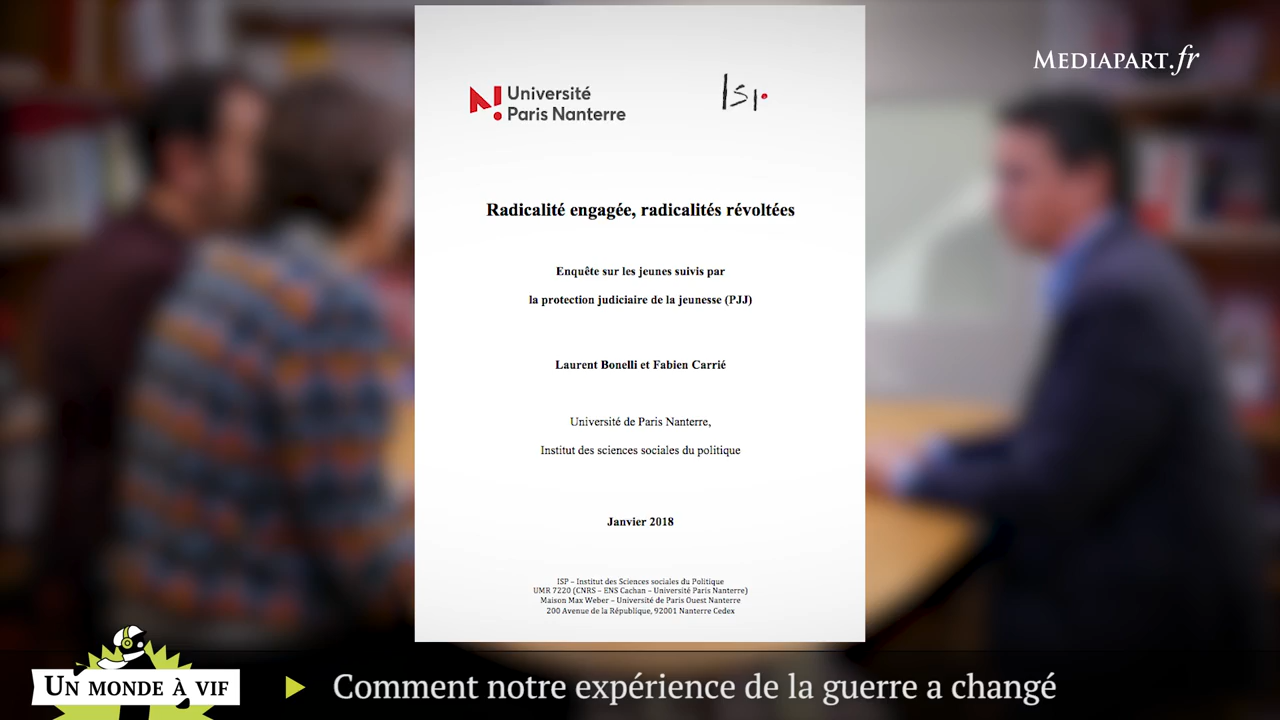 MEDIAPART.fr
Université
Paris Nanterre
ISP
Radicalité engagée, radicalités révoltées
Enquête sur les jeunes suivis par
la protection judiciaire de la jeunesse (PJJ)
Laurent Bonelli et Fabien Carrié
Université de Paris Nanterre,
Institut des sciences sociales du politique
Janvier 2018
ISP – Institut des Sciences sociales du Politique
UMR 7220 (CNRS – ENS Cachan – Université Paris Nanterre)
Maison Max Weber – Université de Paris Ouest Nanterre
200 Avenue de la République, 92001 Nanterre Cedex
UN MONDE À VIF
Comment notre expérience de la guerre a changé